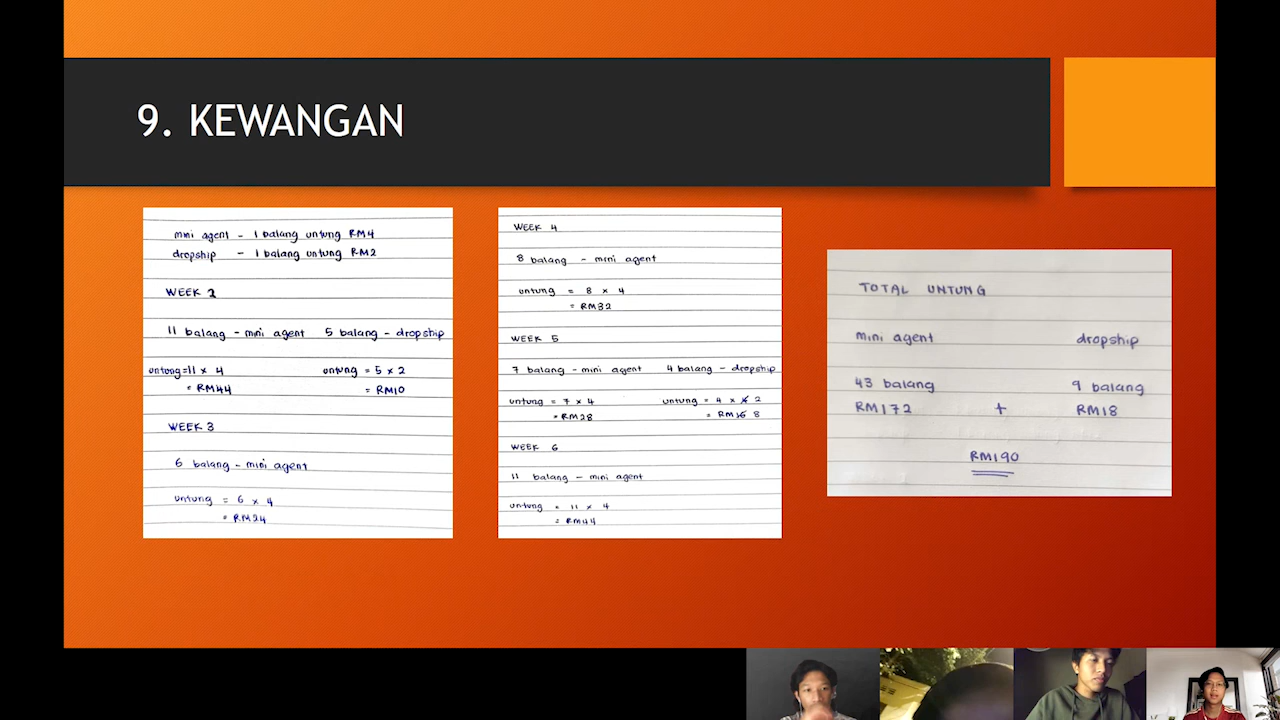 9. KEWANGAN
mini agent - 1 balang untung RM4
dropship - 1 balang untung RM2
WEEK 2
11 balang - mini agent 5 balang - dropship
untung = 11 x 4 untung = 5 x 2
= RM44 = RM10
WEEK 3
6 balang - mini agent
untung = 6 x 4
= RM24
WEEK 4
8 balang - mini agent
untung = 8 x 4
= RM32
WEEK 5
7 balang - mini agent 4 balang - dropship
untung = 7 x 4 untung = 4 x 2
= RM28 = RM 8
WEEK 6
11 balang - mini agent
untung = 11 x 4
= RM44
TOTAL UNTUNG
mini agent dropship
43 balang 9 balang
RM172 + RM18
RM190